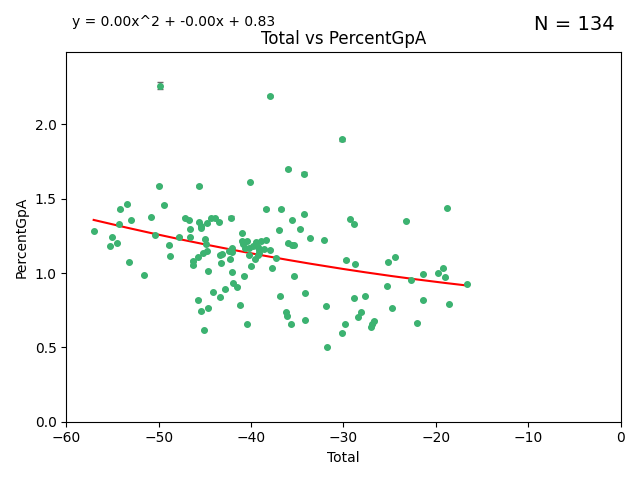 y = 0.00x^2 + -0.00x + 0.83
N = 134
Total vs PercentGpA
PercentGpA
2.0
1.5
1.0
0.5
0.0
−60 −50 −40 −30 −20 −10 0
Total